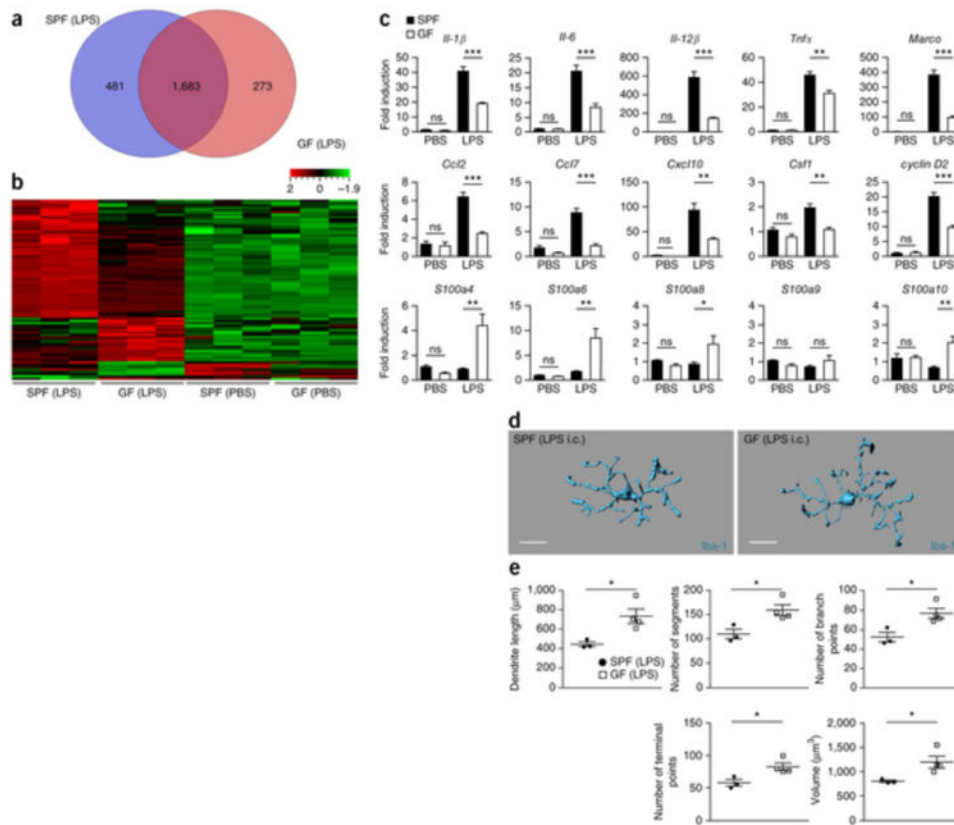 a
SPF (LPS)
481
1,683
273
GF (LPS)
b
2 0 -1.9
SPF (LPS) GF (LPS) SPF (PBS) GF (PBS)
c
SPF
GF
Il-1β Il-6 Il-12β Tnfα Marco
Fold induction
50 40 30 20 10 0
ns ***
PBS LPS
25 20 15 10 5 0
ns ***
PBS LPS
800 600 400 200 0
ns ***
PBS LPS
60 40 20 0
ns **
PBS LPS
500 400 300 200 100 0
ns ***
PBS LPS
Ccl2 Ccl7 Cxcl10 Csf1 cyclin D2
Fold induction
8 6 4 2 0
ns ***
PBS LPS
15 10 5 0
ns ***
PBS LPS
150 100 50 0
ns **
PBS LPS
3 2 1 0
ns **
PBS LPS
25 20 15 10 5 0
ns ***
PBS LPS
S100a4 S100a6 S100a8 S100a9 S100a10
Fold induction
6 4 2 0
ns **
PBS LPS
15 10 5 0
ns **
PBS LPS
4 3 2 1 0
ns *
PBS LPS
4 3 2 1 0
ns ns
PBS LPS
4 3 2 1 0
ns **
PBS LPS
d
SPF (LPS i.c.)
Iba-1
GF (LPS i.c.)
Iba-1
e
Dendrite length (μm)
1,000 800 600 400 200 0
*
SPF (LPS)
GF (LPS)
Number of segments
200 150 100 50 0
*
Number of branch
points
100 80 60 40 20 0
*
Number of terminal
points
150 100 50 0
*
Volume (μm³)
2,000 1,500 1,000 500 0
*